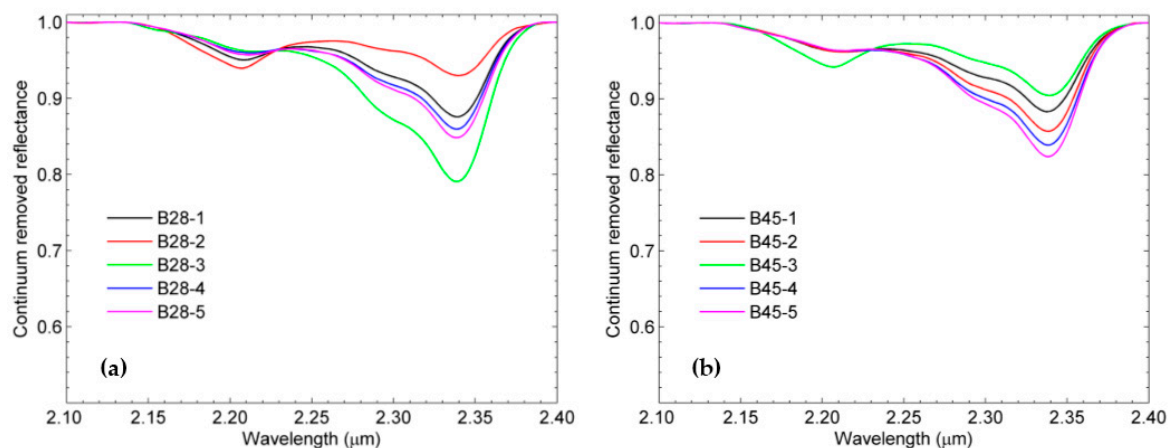 1.0
0.9
0.8
0.7
0.6
Continuum removed reflectance
B28-1
B28-2
B28-3
B28-4
B28-5
(a)
2.10 2.15 2.20 2.25 2.30 2.35 2.40
Wavelength (μm)
1.0
0.9
0.8
0.7
0.6
Continuum removed reflectance
B45-1
B45-2
B45-3
B45-4
B45-5
(b)
2.10 2.15 2.20 2.25 2.30 2.35 2.40
Wavelength (μm)